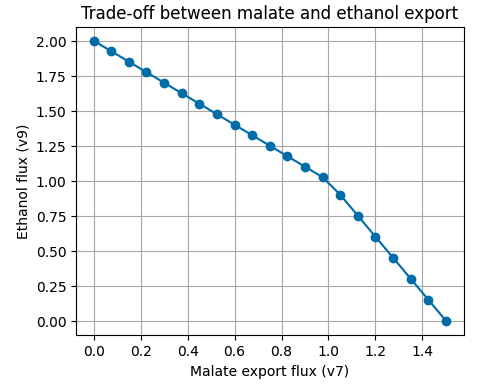 Trade-off between malate and ethanol export
2.00
1.75
1.50
1.25
1.00
0.75
0.50
0.25
0.00
Ethanol flux (v9)
0.0 0.2 0.4 0.6 0.8 1.0 1.2 1.4
Malate export flux (v7)